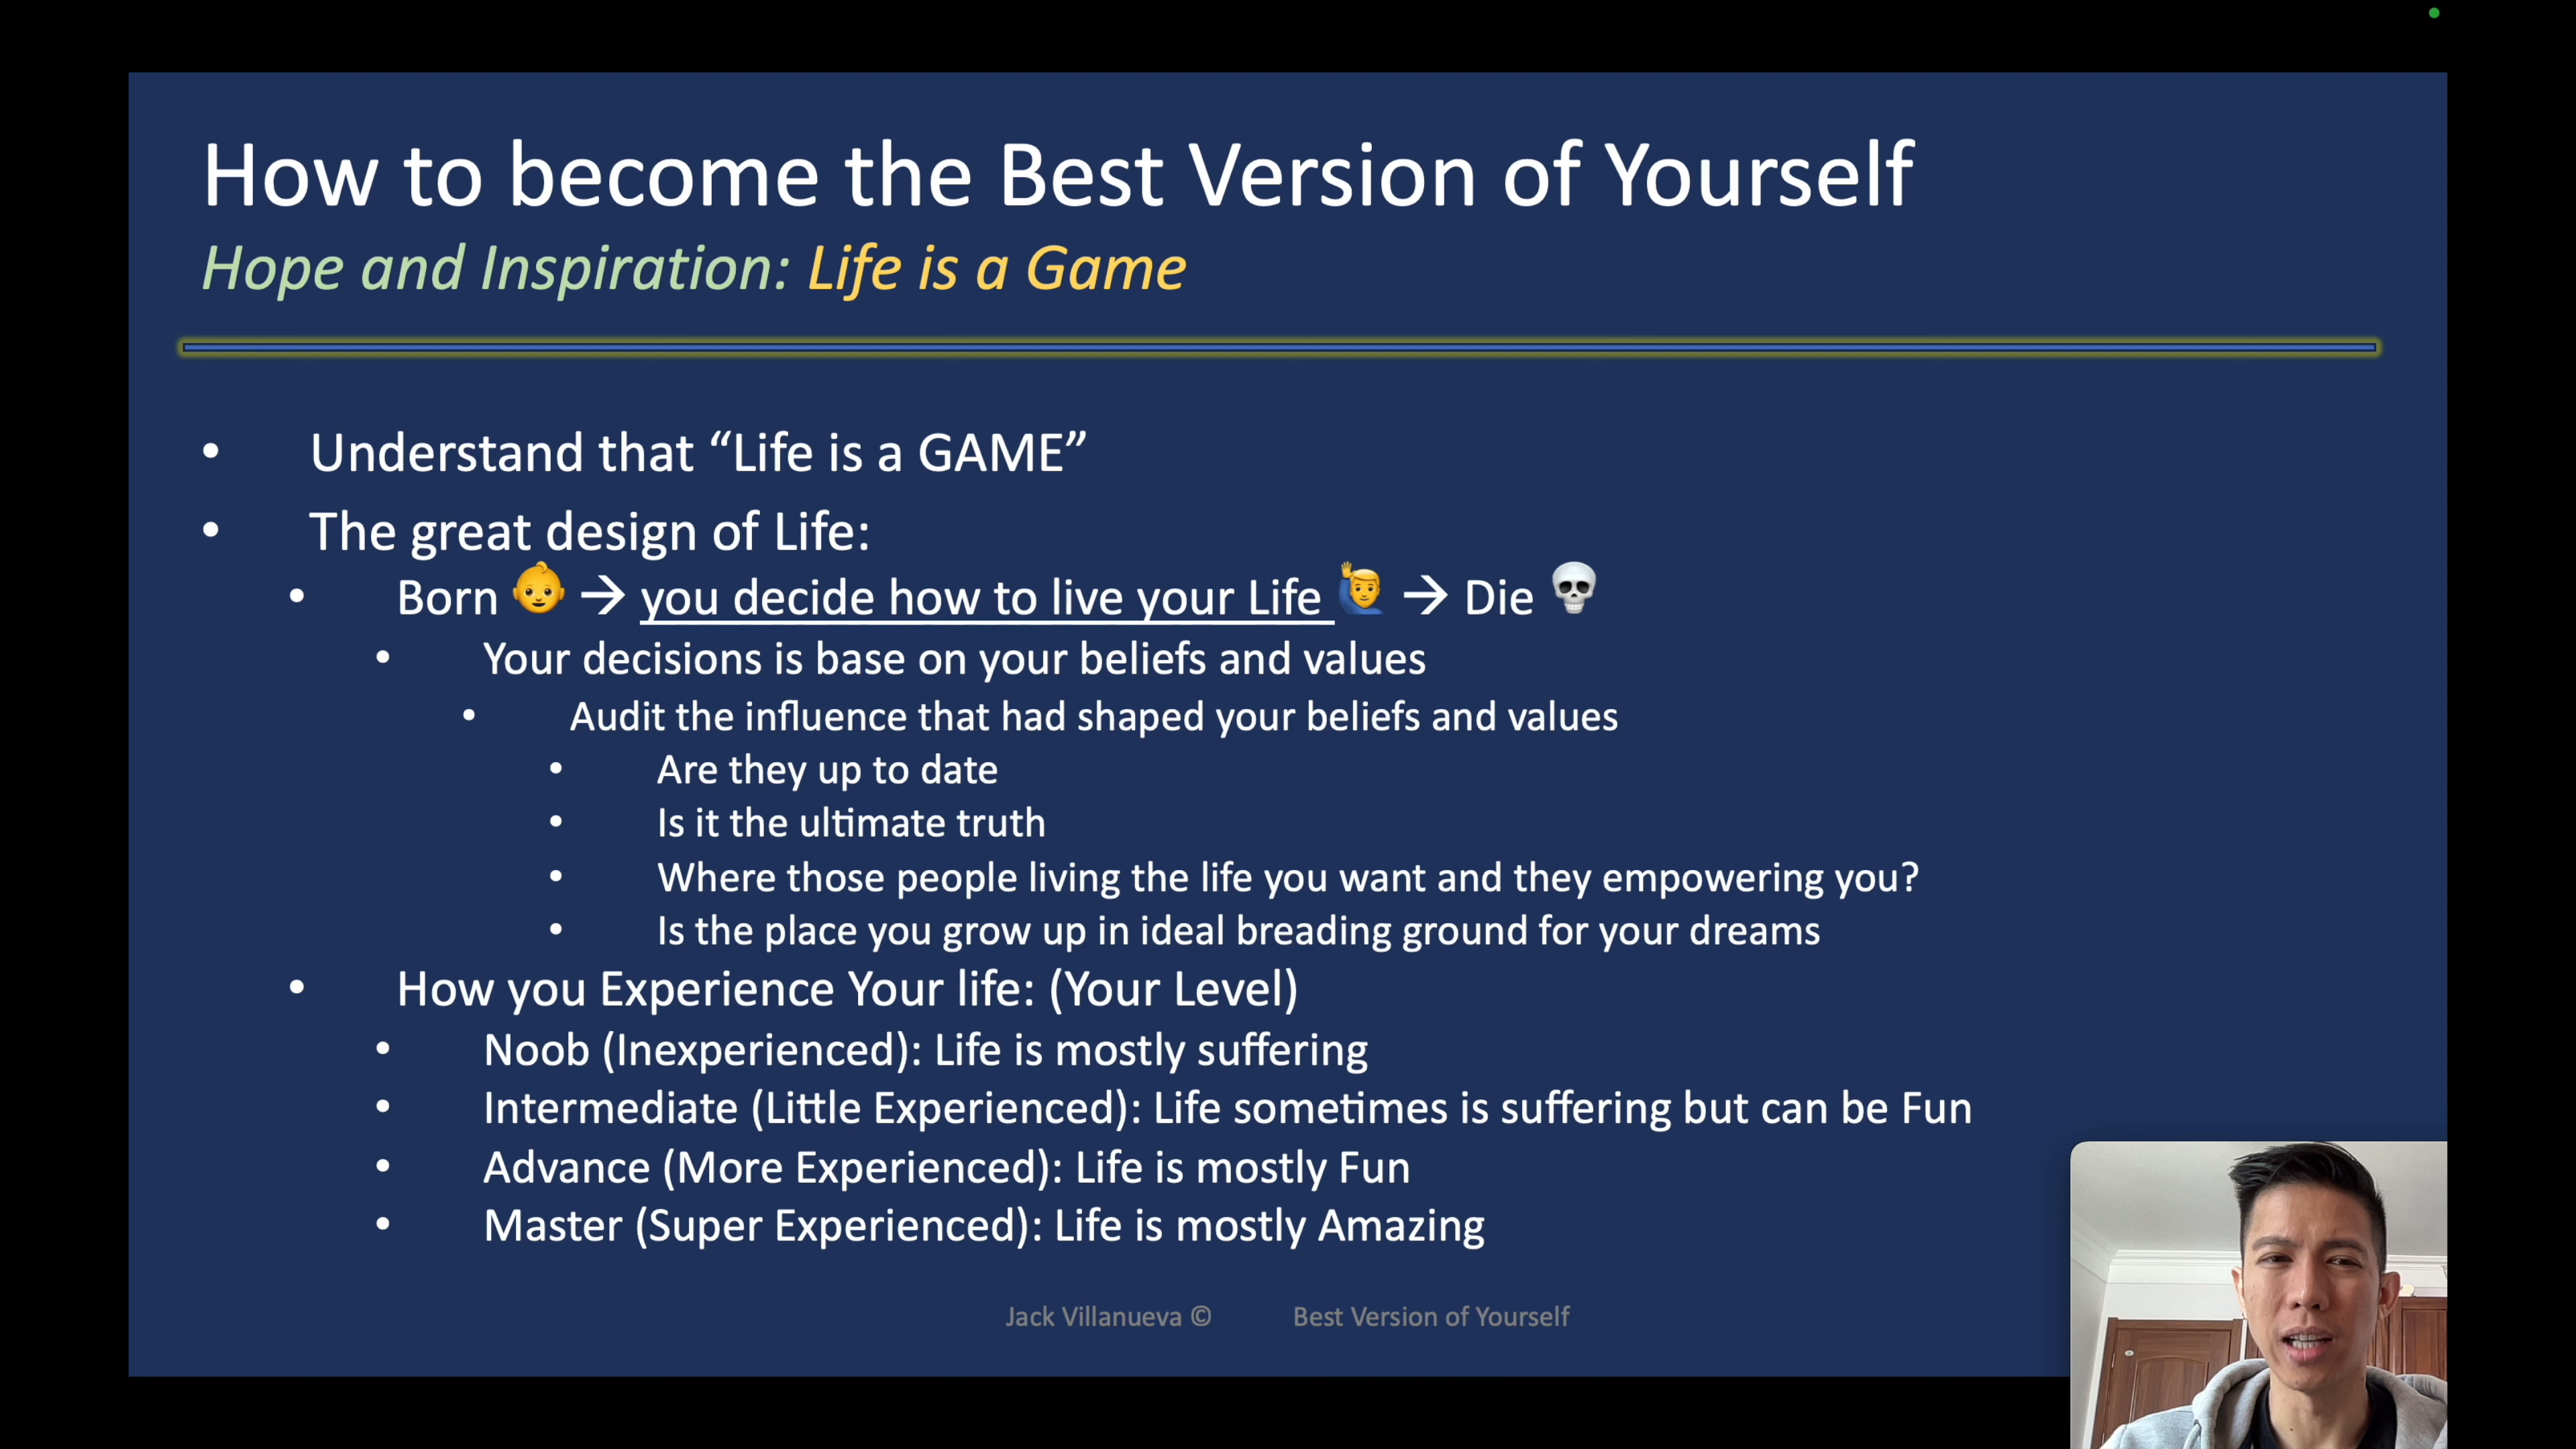 How to become the Best Version of Yourself
Hope and Inspiration: Life is a Game
• Understand that “Life is a GAME”
• The great design of Life:
• Born 👶 → you decide how to live your Life 🙋‍♂️ → Die 💀
• Your decisions is base on your beliefs and values
• Audit the influence that had shaped your beliefs and values
• Are they up to date
• Is it the ultimate truth
• Where those people living the life you want and they empowering you?
• Is the place you grow up in ideal breading ground for your dreams
• How you Experience Your life: (Your Level)
• Noob (Inexperienced): Life is mostly suffering
• Intermediate (Little Experienced): Life sometimes is suffering but can be Fun
• Advance (More Experienced): Life is mostly Fun
• Master (Super Experienced): Life is mostly Amazing
Jack Villanueva © Best Version of Yourself